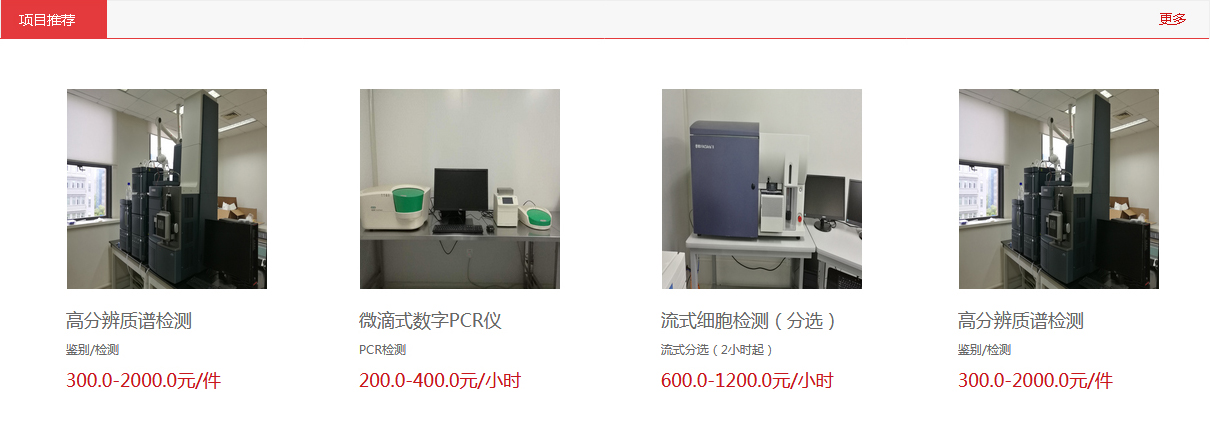 项目推荐
更多
高分辨质谱检测
鉴别/检测
300.0-2000.0元/件
微滴式数字PCR仪
PCR检测
200.0-400.0元/小时
流式细胞检测（分选）
流式分选（2小时起）
600.0-1200.0元/小时
高分辨质谱检测
鉴别/检测
300.0-2000.0元/件